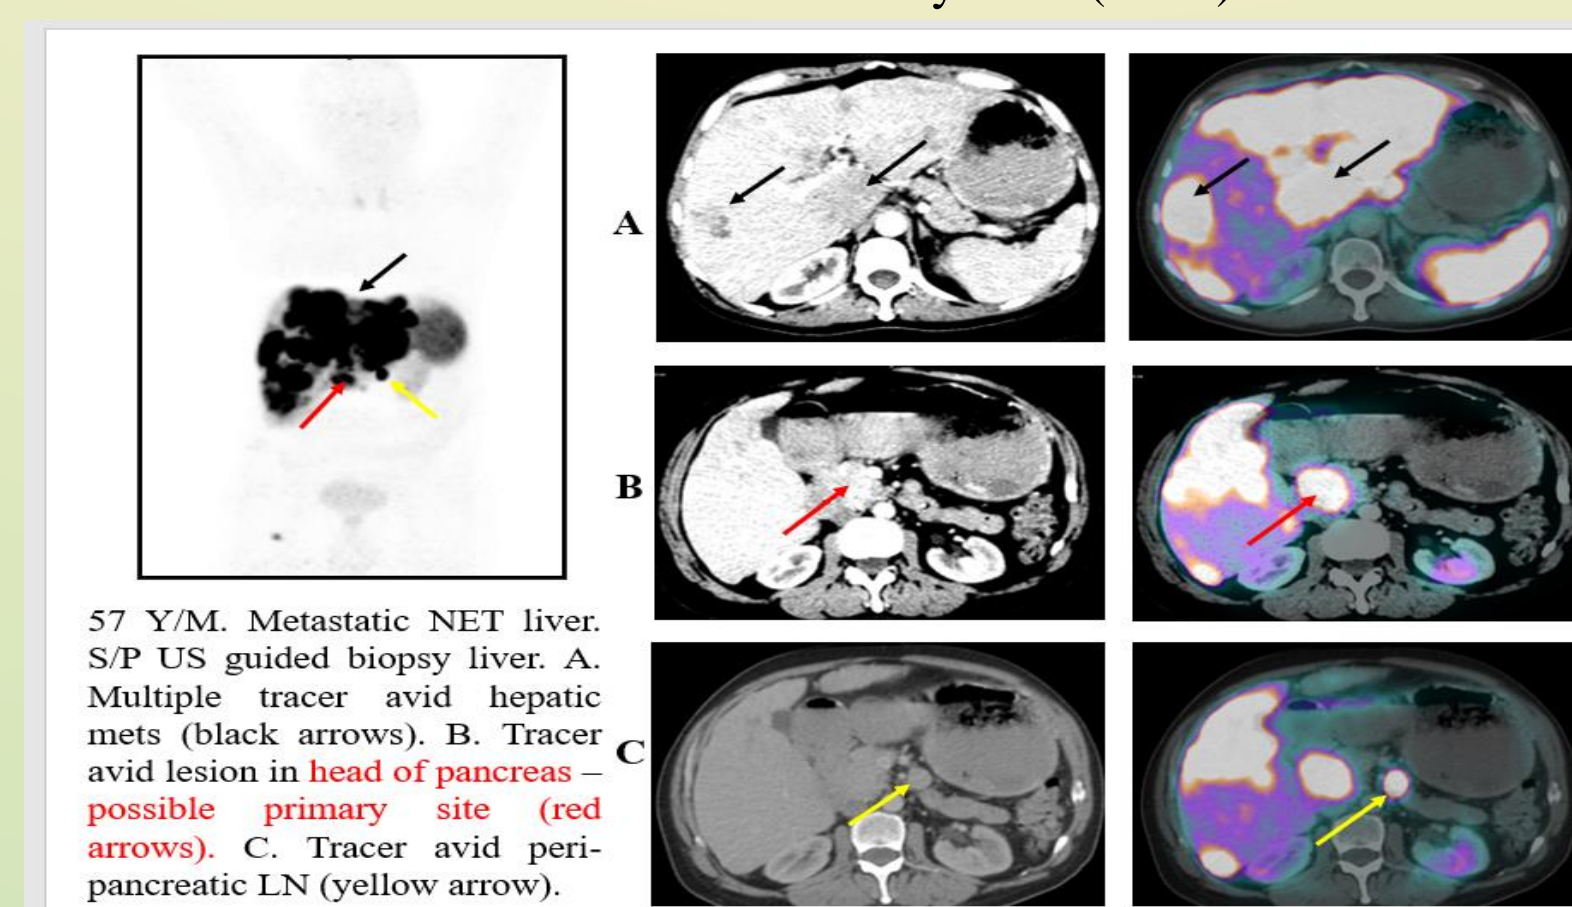 A
B
C
57 Y/M. Metastatic NET liver.
S/P US guided biopsy liver. A.
Multiple tracer avid hepatic
mets (black arrows). B. Tracer
avid lesion in head of pancreas –
possible primary site (red
arrows). C. Tracer avid peri-
pancreatic LN (yellow arrow).